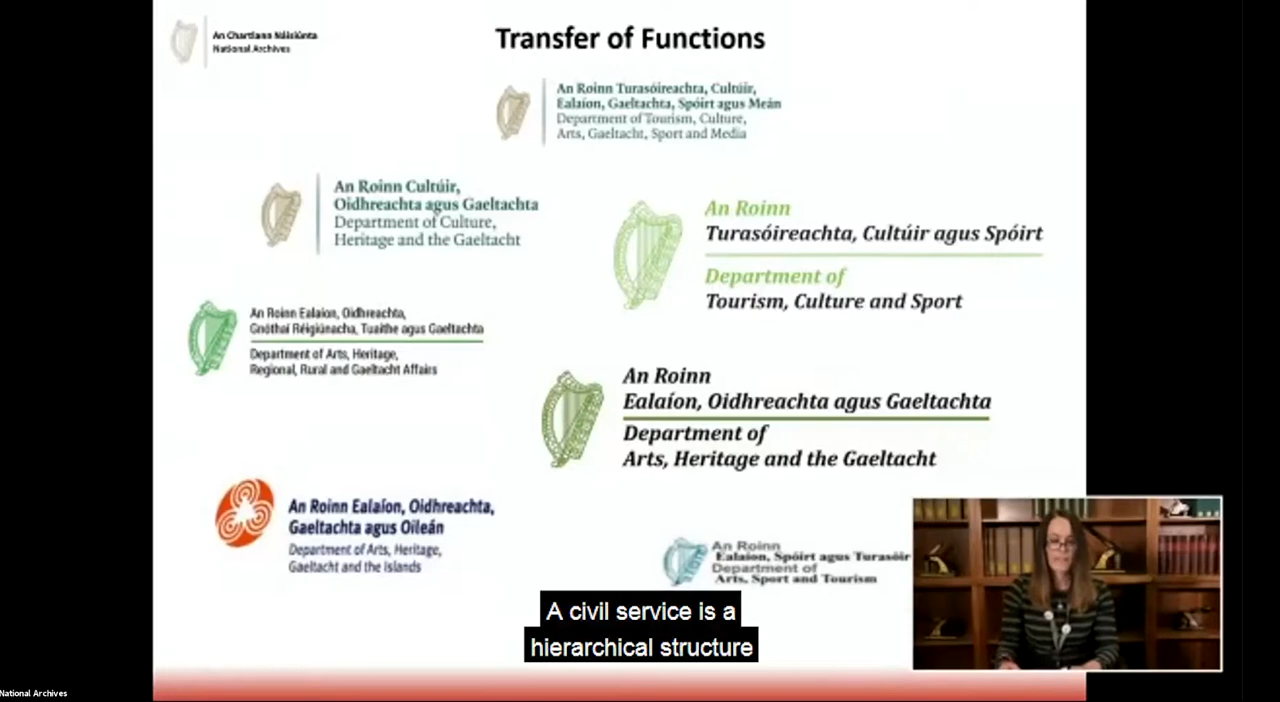 An Chartlann Náisiúnta
National Archives
Transfer of Functions
An Roinn Turasóireachta, Cultúir,
Ealaíon, Gaeltachta, Spóirt agus Meán
Department of Tourism, Culture,
Arts, Gaeltacht, Sport and Media
An Roinn Cultúir,
Oidhreachta agus Gaeltachta
Department of Culture,
Heritage and the Gaeltacht
An Roinn
Turasóireachta, Cultúir agus Spóirt
Department of
Tourism, Culture and Sport
An Roinn Ealaíon, Oidhreachta,
Gnóthaí Réigiúnacha, Tuaithe agus Gaeltachta
Department of Arts, Heritage,
Regional, Rural and Gaeltacht Affairs
An Roinn
Ealaíon, Oidhreachta agus Gaeltachta
Department of
Arts, Heritage and the Gaeltacht
An Roinn Ealaíon, Oidhreachta,
Gaeltachta agus Oileán
Department of Arts, Heritage,
Gaeltacht and the Islands
An Roinn
Ealaíon, Spóirt agus Turasóir
Department of
Arts, Sport and Tourism
A civil service is a
hierarchical structure
National Archives